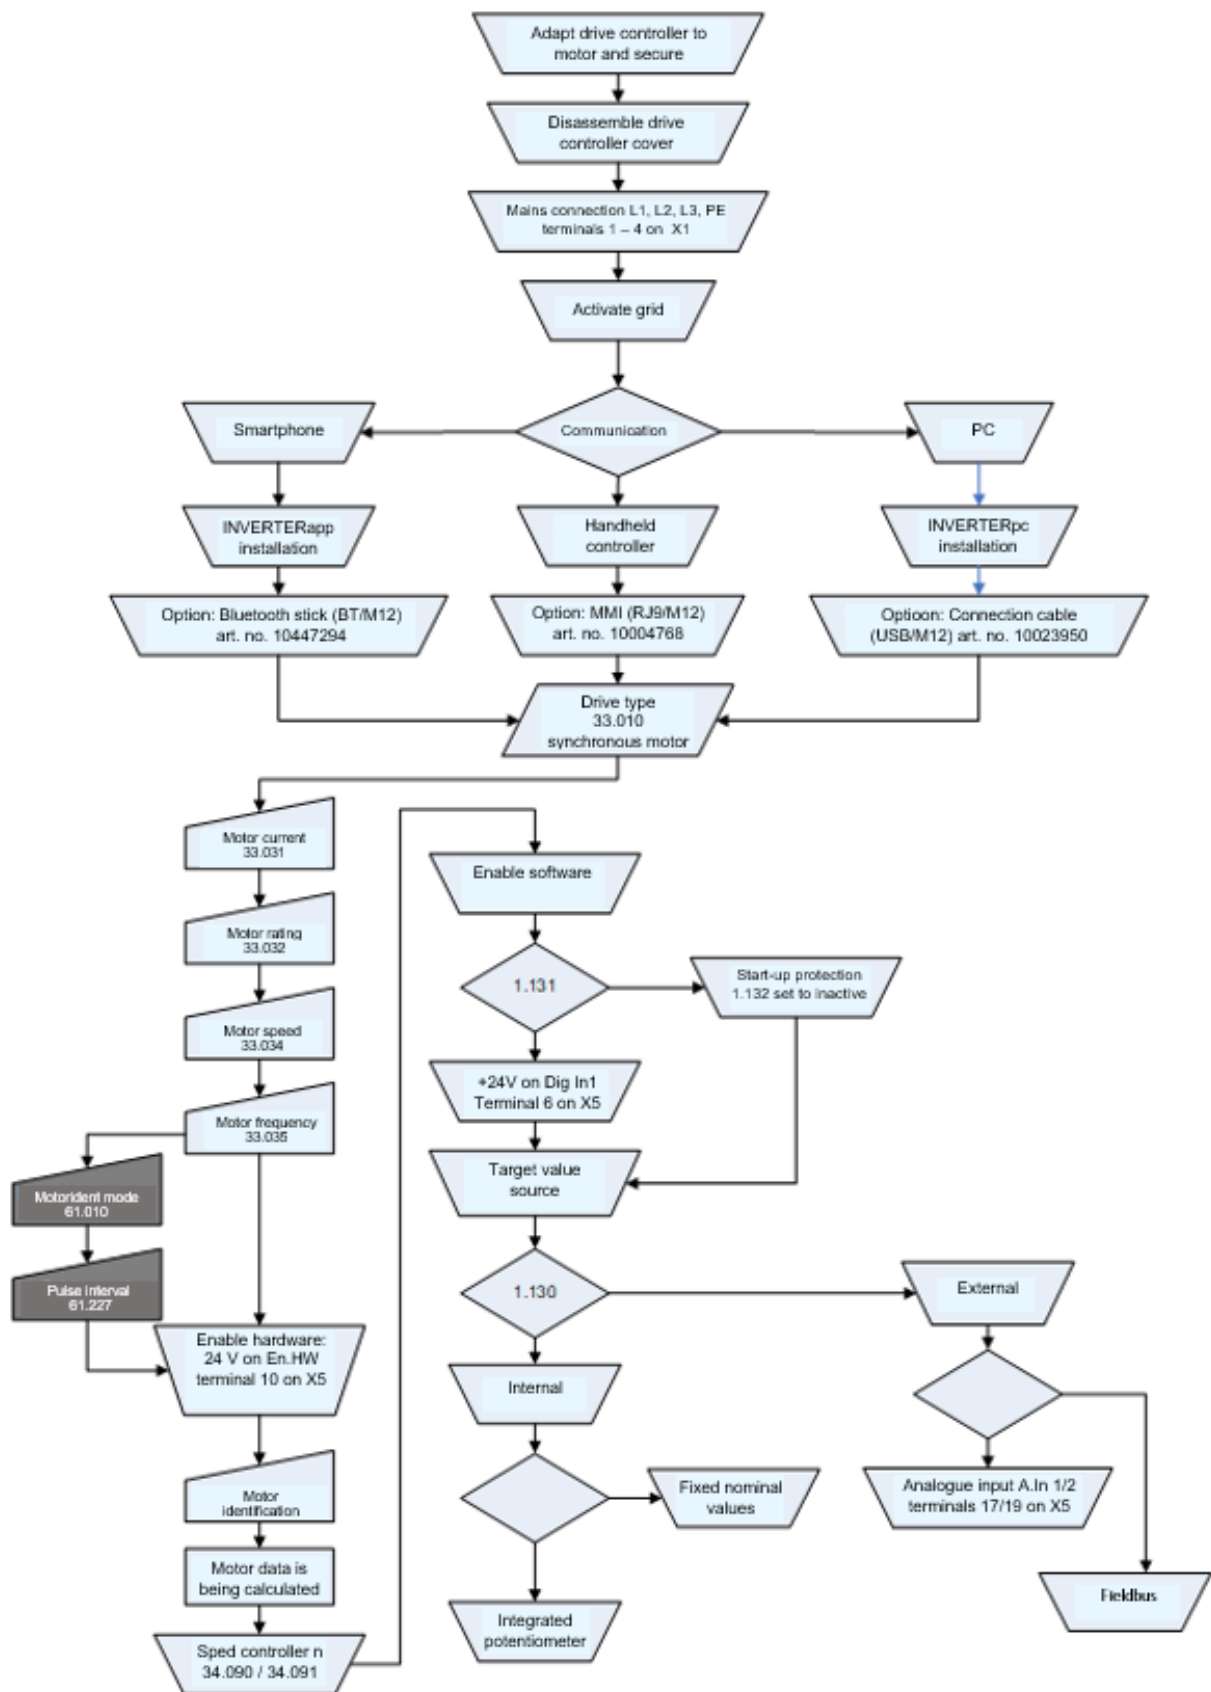 Adapt drive controller to
motor and secure
Disassemble drive
controller cover
Mains connection L1, L2, L3, PE
terminals 1 – 4 on X1
Activate grid
Smartphone
Communication
PC
INVERTERapp
installation
Handheld
controller
INVERTERpc
installation
Option: Bluetooth stick (BT/M12)
art. no. 10447294
Option: MMI (RJ9/M12)
art. no. 10004768
Optioon: Connection cable
(USB/M12) art. no. 10023950
Drive type
33.010
synchronous motor
Motor current
33.031
Motor rating
33.032
Motor speed
33.034
Motor frequency
33.035
Motorident mode
61.010
Pulse interval
61.227
Enable hardware:
24 V on En.HW
terminal 10 on X5
Motor
identification
Motor data is
being calculated
Sped controller n
34.090 / 34.091
Enable software
1.131
Start-up protection
1.132 set to inactive
+24V on Dig In1
Terminal 6 on X5
Target value
source
1.130
External
Internal
Fixed nominal
values
Analogue input A.In 1/2
terminals 17/19 on X5
Integrated
potentiometer
Fieldbus